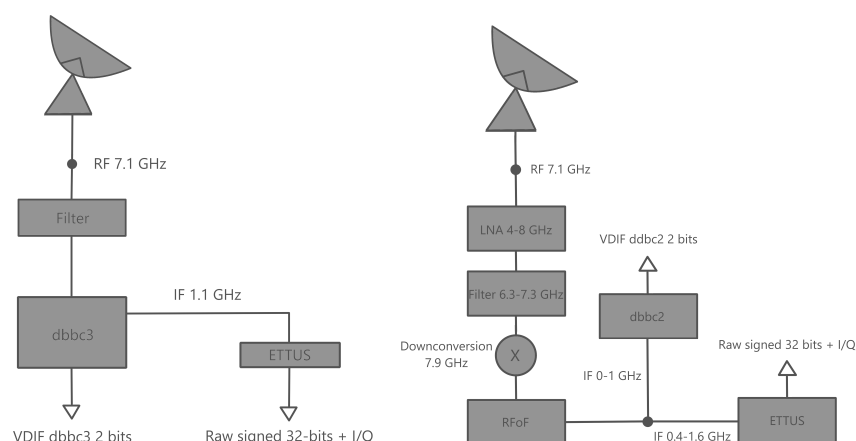 RF 7.1 GHz
Filter
IF 1.1 GHz
dbbc3
ETTUS
VDIF dbbc3 2 bits
Raw signed 32-bits + I/Q
RF 7.1 GHz
LNA 4-8 GHz
VDIF ddbc2 2 bits
Filter 6.3-7.3 GHz
dbbc2
Downconversion
7.9 GHz
X
Raw signed 32 bits + I/Q
IF 0-1 GHz
RFoF
ETTUS
IF 0.4-1.6 GHz